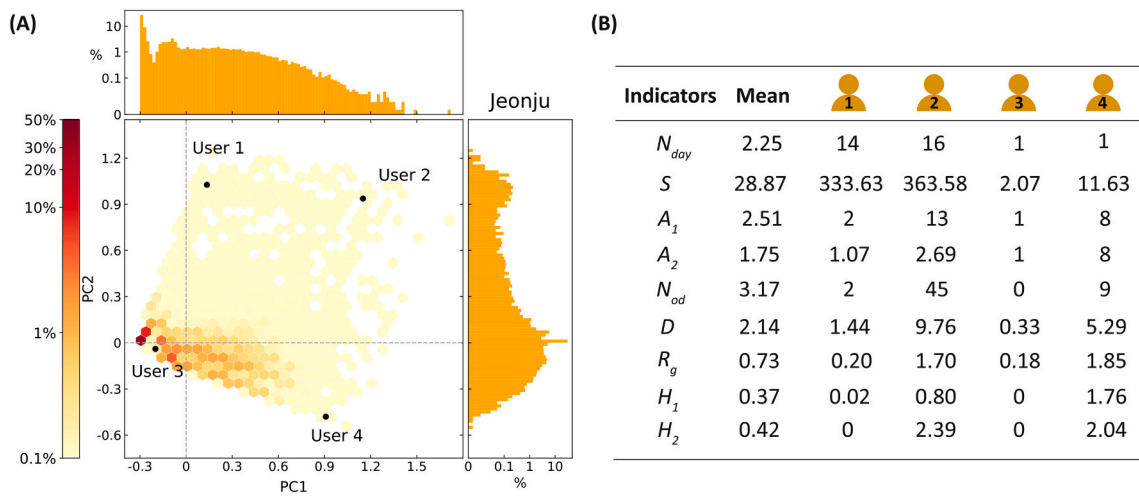 (A)
%
10
1
0.1
0
Jeonju
50%
30%
20%
10%
1%
0.1%
PC2
1.2
0.9
0.6
0.3
0
-0.3
-0.6
User 1
User 2
User 3
User 4
-0.3 0 0.3 0.6 0.9 1.2 1.5
PC1
0 0.1 1 10
%
(B)
Indicators Mean 1 2 3 4
N_day 2.25 14 16 1 1
S 28.87 333.63 363.58 2.07 11.63
A_1 2.51 2 13 1 8
A_2 1.75 1.07 2.69 1 8
N_od 3.17 2 45 0 9
D 2.14 1.44 9.76 0.33 5.29
R_g 0.73 0.20 1.70 0.18 1.85
H_1 0.37 0.02 0.80 0 1.76
H_2 0.42 0 2.39 0 2.04